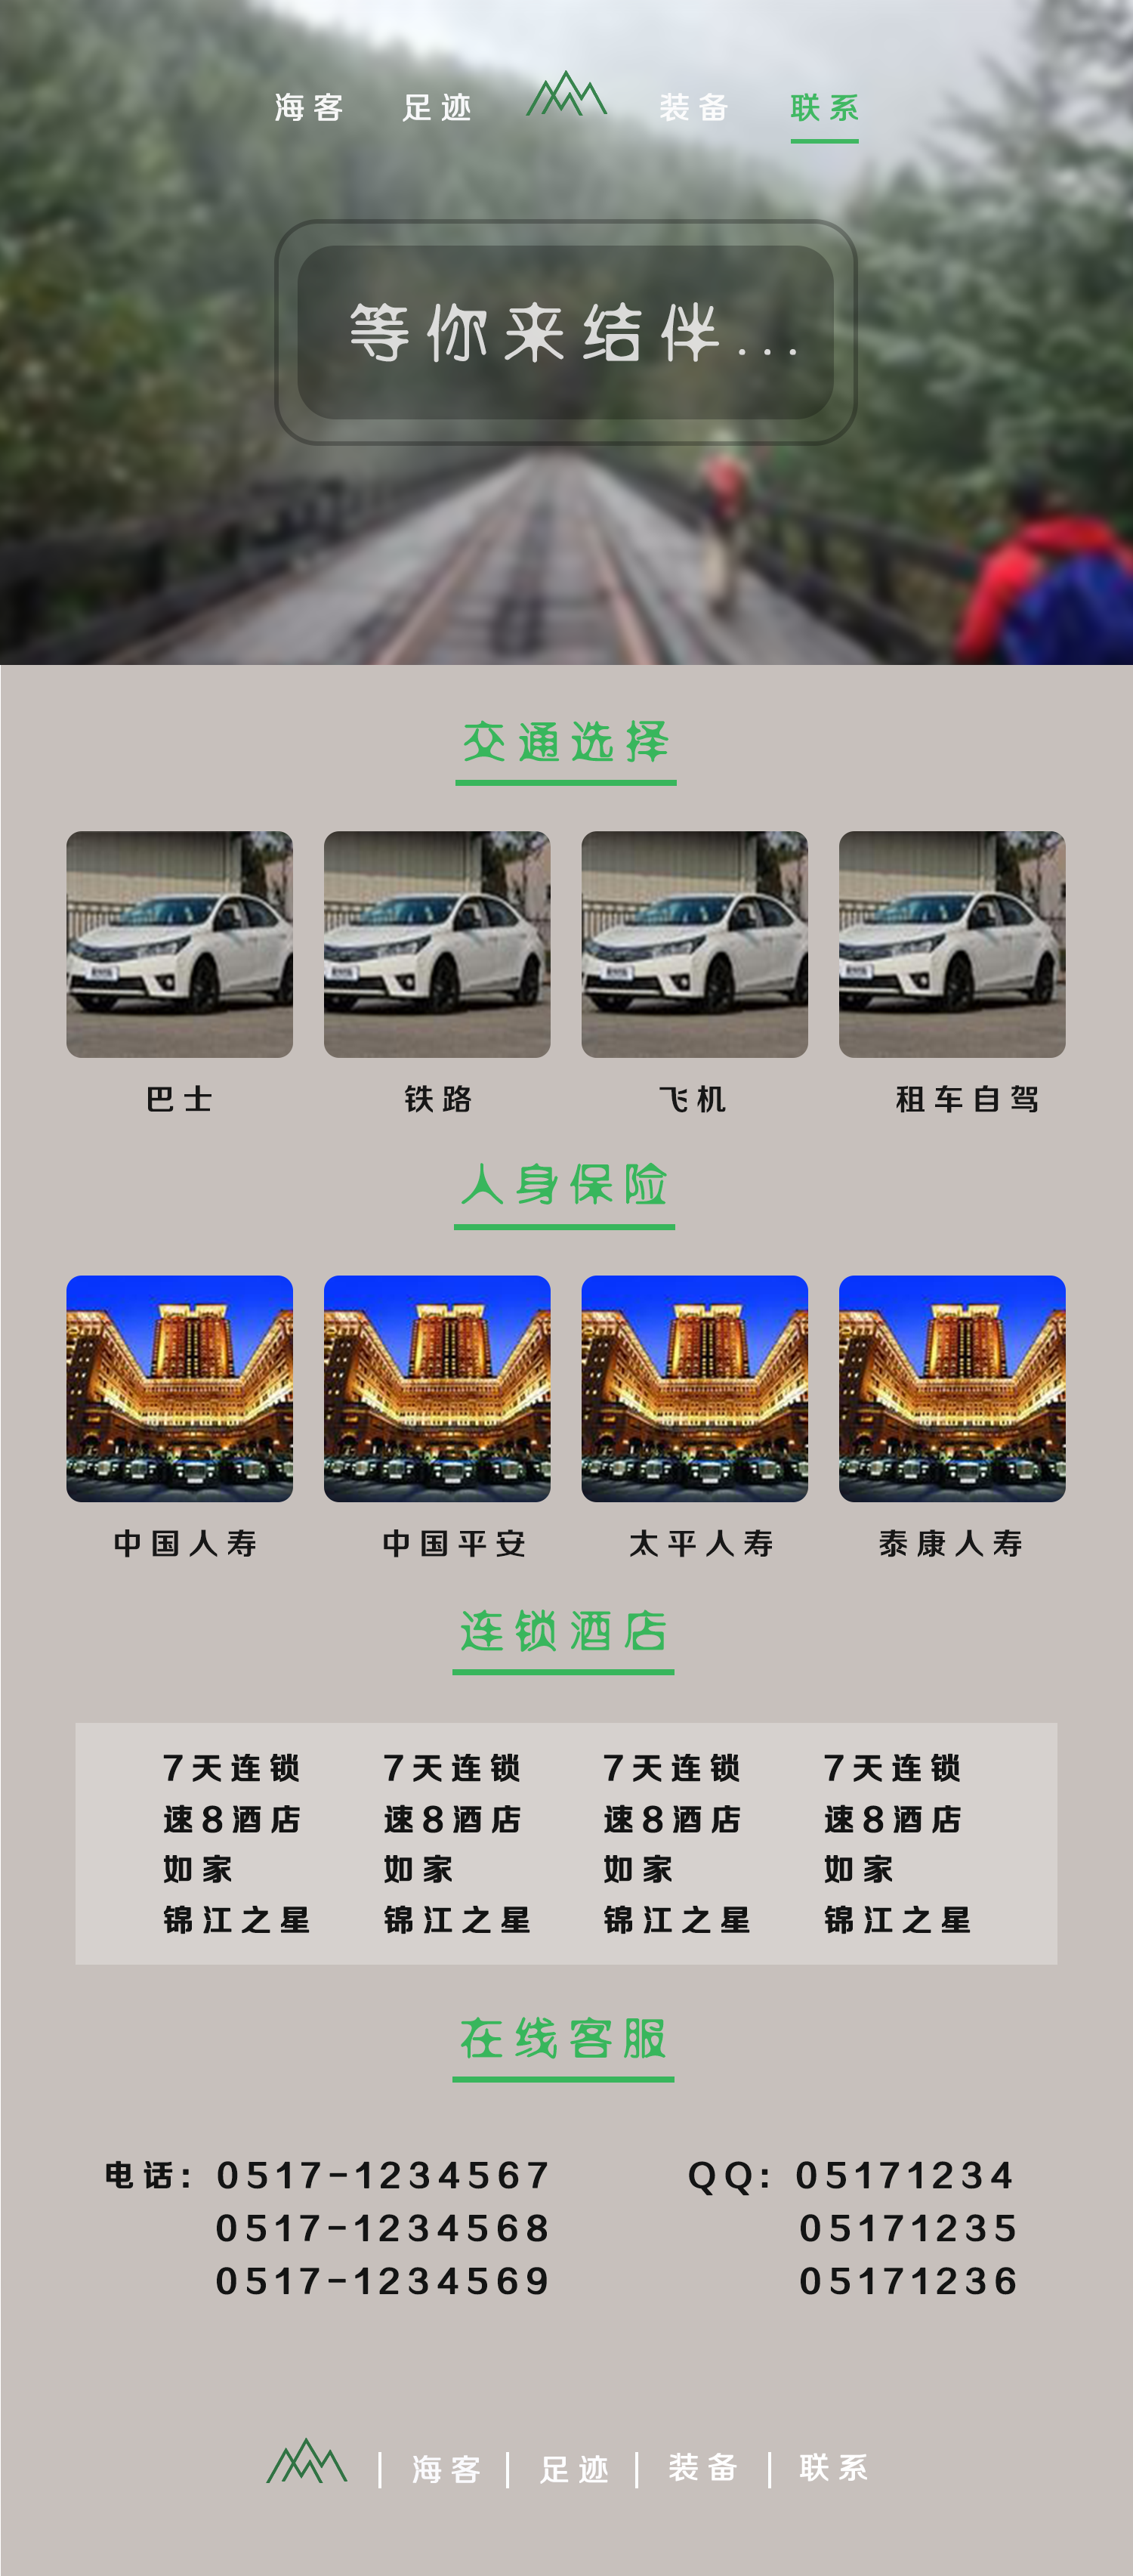 海客 足迹 装备 联系
等你来结伴...
交通选择
巴士 铁路 飞机 租车自驾
人身保险
中国人寿 中国平安 太平人寿 泰康人寿
连锁酒店
7天连锁 7天连锁 7天连锁 7天连锁
速8酒店 速8酒店 速8酒店 速8酒店
如家 如家 如家 如家
锦江之星 锦江之星 锦江之星 锦江之星
在线客服
电话: 0517-1234567 QQ: 05171234
0517-1234568 05171235
0517-1234569 05171236
| 海客 | 足迹 | 装备 | 联系